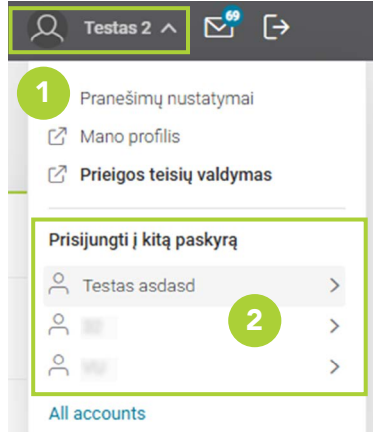 Testas 2
69
1
Pranešimų nustatymai
Mano profilis
Prieigos teisių valdymas
Prisijungti į kitą paskyrą
Testas asdasd
2
All accounts